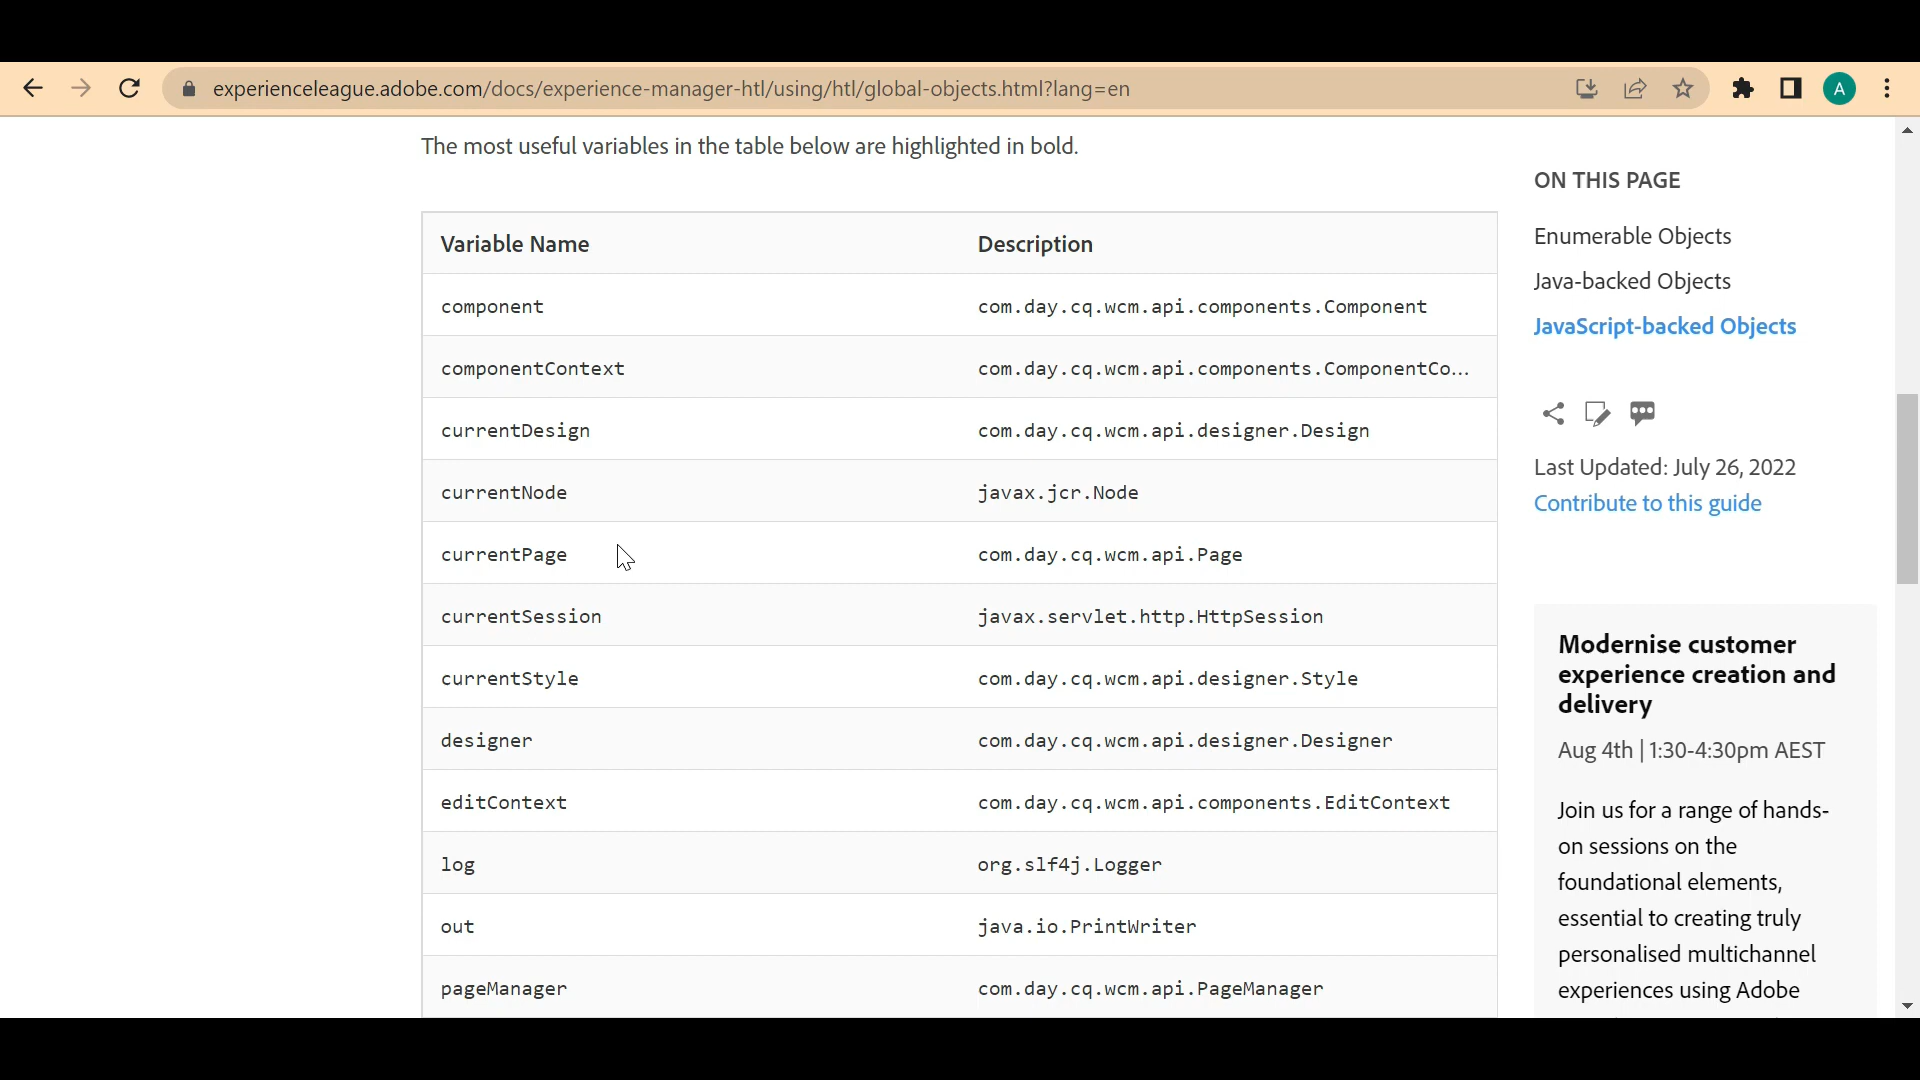 experienceleague.adobe.com/docs/experience-manager-htl/using/htl/global-objects.html?lang=en
A
The most useful variables in the table below are highlighted in bold.
Variable Name Description
component com.day.cq.wcm.api.components.Component
componentContext com.day.cq.wcm.api.components.ComponentCo...
currentDesign com.day.cq.wcm.api.designer.Design
currentNode javax.jcr.Node
currentPage com.day.cq.wcm.api.Page
currentSession javax.servlet.http.HttpSession
currentStyle com.day.cq.wcm.api.designer.Style
designer com.day.cq.wcm.api.designer.Designer
editContext com.day.cq.wcm.api.components.EditContext
log org.slf4j.Logger
out java.io.PrintWriter
pageManager com.day.cq.wcm.api.PageManager
ON THIS PAGE
Enumerable Objects
Java-backed Objects
JavaScript-backed Objects
Last Updated: July 26, 2022
Contribute to this guide
Modernise customer
experience creation and
delivery
Aug 4th | 1:30-4:30pm AEST
Join us for a range of hands-
on sessions on the
foundational elements,
essential to creating truly
personalised multichannel
experiences using Adobe